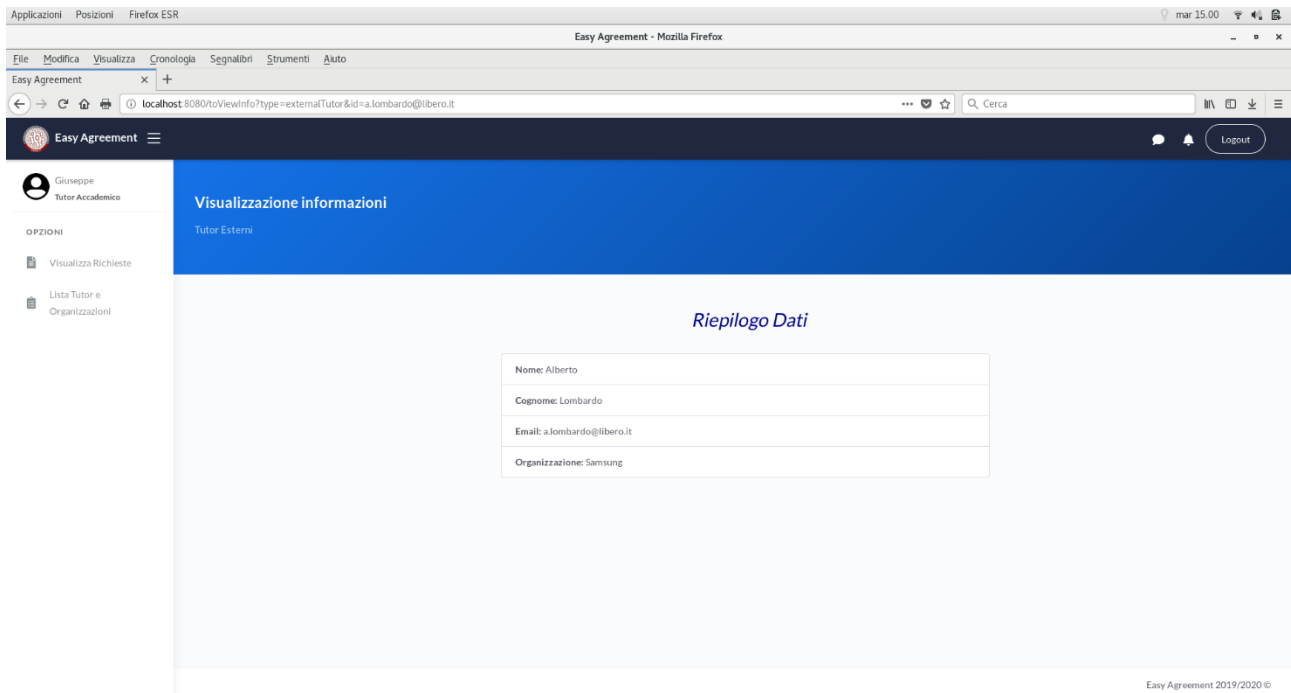 Applicazioni Posizioni Firefox ESR mar 15.00
Easy Agreement - Mozilla Firefox
File Modifica Visualizza Cronologia Segnalibri Strumenti Aiuto
Easy Agreement
localhost:8080/toViewInfo?type=externalTutor&id=a.lombardo@libero.it Cerca
Easy Agreement Logout
Giuseppe
Tutor Accademico
OPZIONI
Visualizza Richieste
Lista Tutor e
Organizzazioni
Visualizzazione informazioni
Tutor Esterni
Riepilogo Dati
Nome: Alberto
Cognome: Lombardo
Email: a.lombardo@libero.it
Organizzazione: Samsung
Easy Agreement 2019/2020 ©